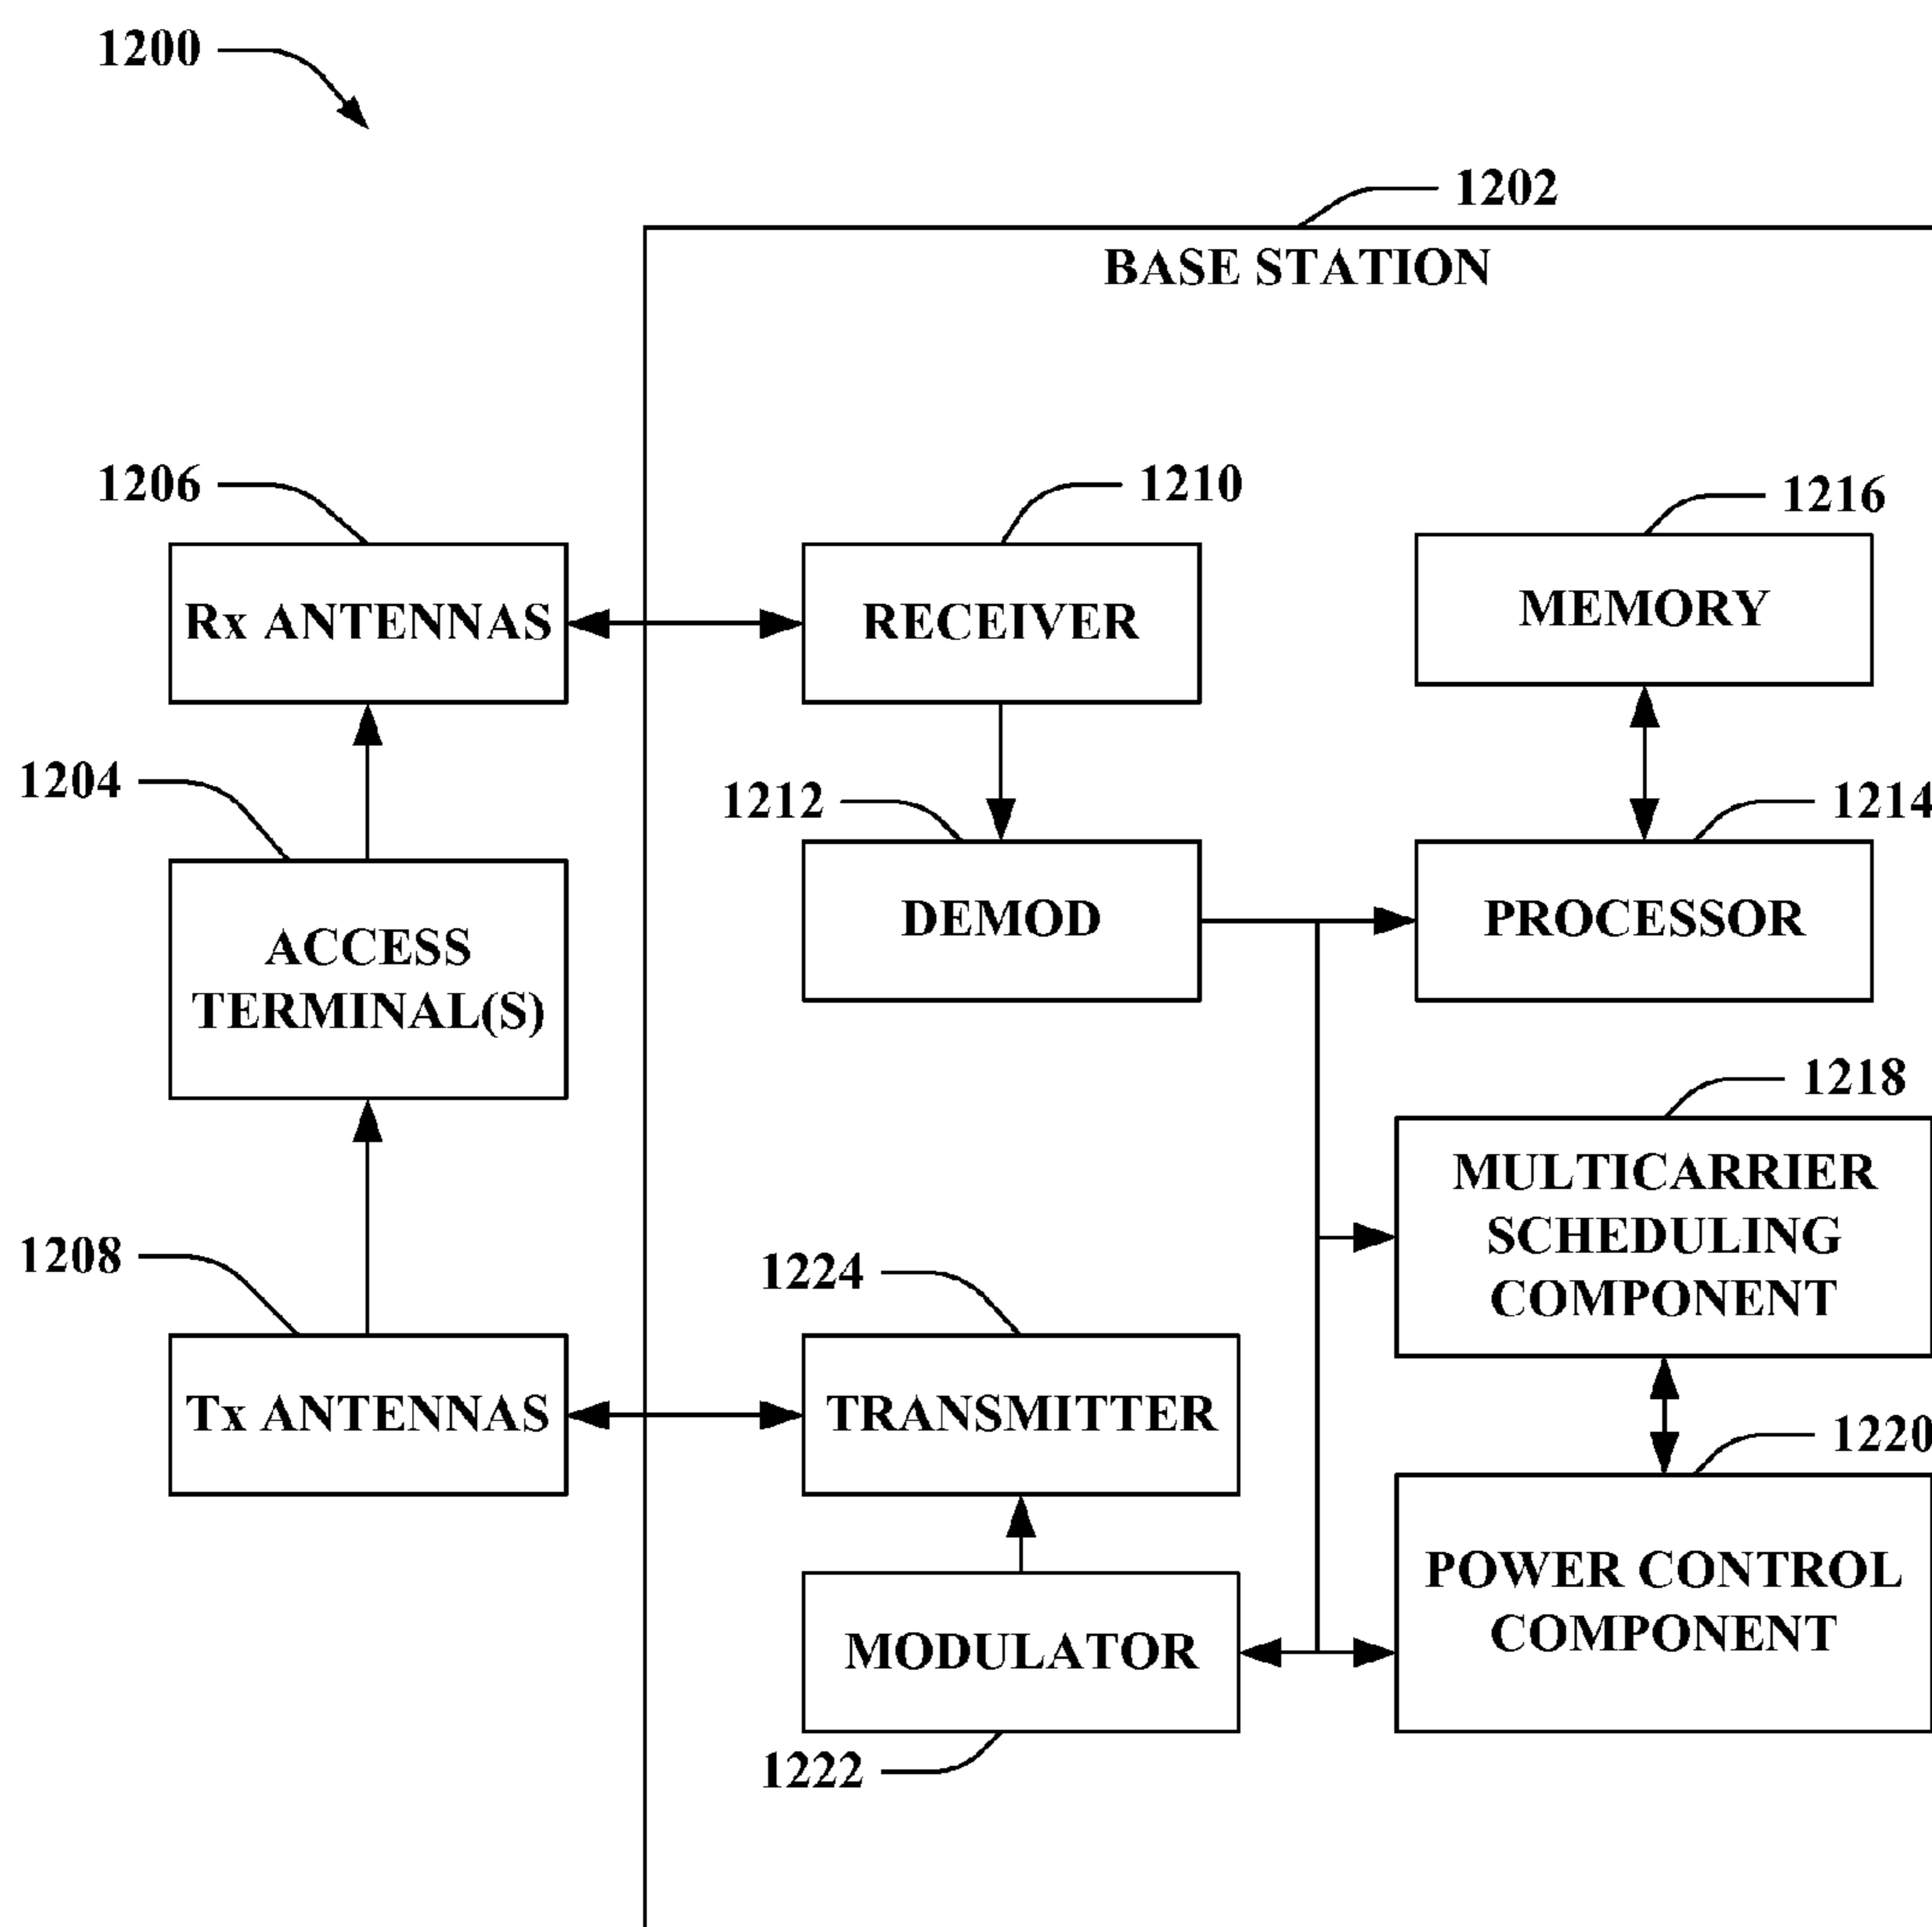 1200
1202
BASE STATION
1206
1210
1216
Rx ANTENNAS
RECEIVER
MEMORY
1204
1212
1214
ACCESS
TERMINAL(S)
DEMOD
PROCESSOR
1218
MULTICARRIER
SCHEDULING
COMPONENT
1208
1224
Tx ANTENNAS
TRANSMITTER
1220
POWER CONTROL
COMPONENT
MODULATOR
1222